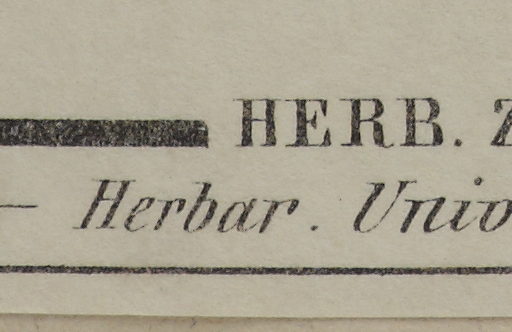 HERB. Z
— Herbar. Unio